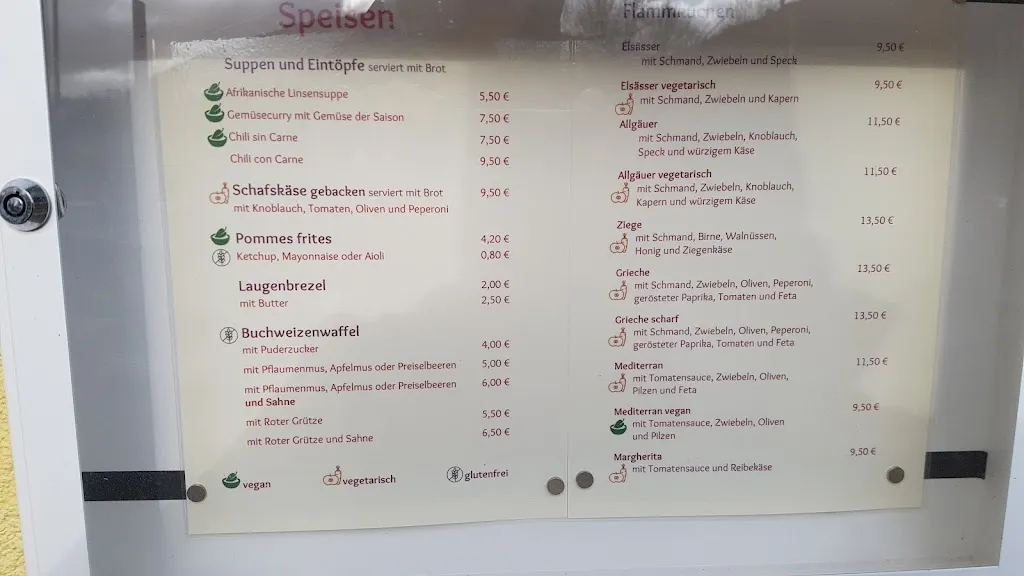 Speisen
Suppen und Eintöpfe serviert mit Brot
Afrikanische Linsensuppe 5,50 €
Gemüsecurry mit Gemüse der Saison 7,50 €
Chili sin Carne 7,50 €
Chili con Carne 9,50 €
Schafskäse gebacken serviert mit Brot 9,50 €
mit Knoblauch, Tomaten, Oliven und Peperoni
Pommes frites 4,20 €
Ketchup, Mayonnaise oder Aioli 0,80 €
Laugenbrezel 2,00 €
mit Butter 2,50 €
Buchweizenwaffel
mit Puderzucker 4,00 €
mit Pflaumenmus, Apfelmus oder Preiselbeeren 5,00 €
mit Pflaumenmus, Apfelmus oder Preiselbeeren 6,00 €
und Sahne
mit Roter Grütze 5,50 €
mit Roter Grütze und Sahne 6,50 €
vegan vegetarisch glutenfrei
Flammkuchen
Elsässer 9,50 €
mit Schmand, Zwiebeln und Speck
Elsässer vegetarisch 9,50 €
mit Schmand, Zwiebeln und Kapern
Allgäuer 11,50 €
mit Schmand, Zwiebeln, Knoblauch,
Speck und würzigem Käse
Allgäuer vegetarisch 11,50 €
mit Schmand, Zwiebeln, Knoblauch,
Kapern und würzigem Käse
Ziege 13,50 €
mit Schmand, Birne, Walnüssen,
Honig und Ziegenkäse
Grieche 13,50 €
mit Schmand, Zwiebeln, Oliven, Peperoni,
gerösteter Paprika, Tomaten und Feta
Grieche scharf 13,50 €
mit Schmand, Zwiebeln, Oliven, Peperoni,
gerösteter Paprika, Tomaten und Feta
Mediterran 11,50 €
mit Tomatensauce, Zwiebeln, Oliven,
Pilzen und Feta
Mediterran vegan 9,50 €
mit Tomatensauce, Zwiebeln, Oliven
und Pilzen
Margherita 9,50 €
mit Tomatensauce und Reibekäse